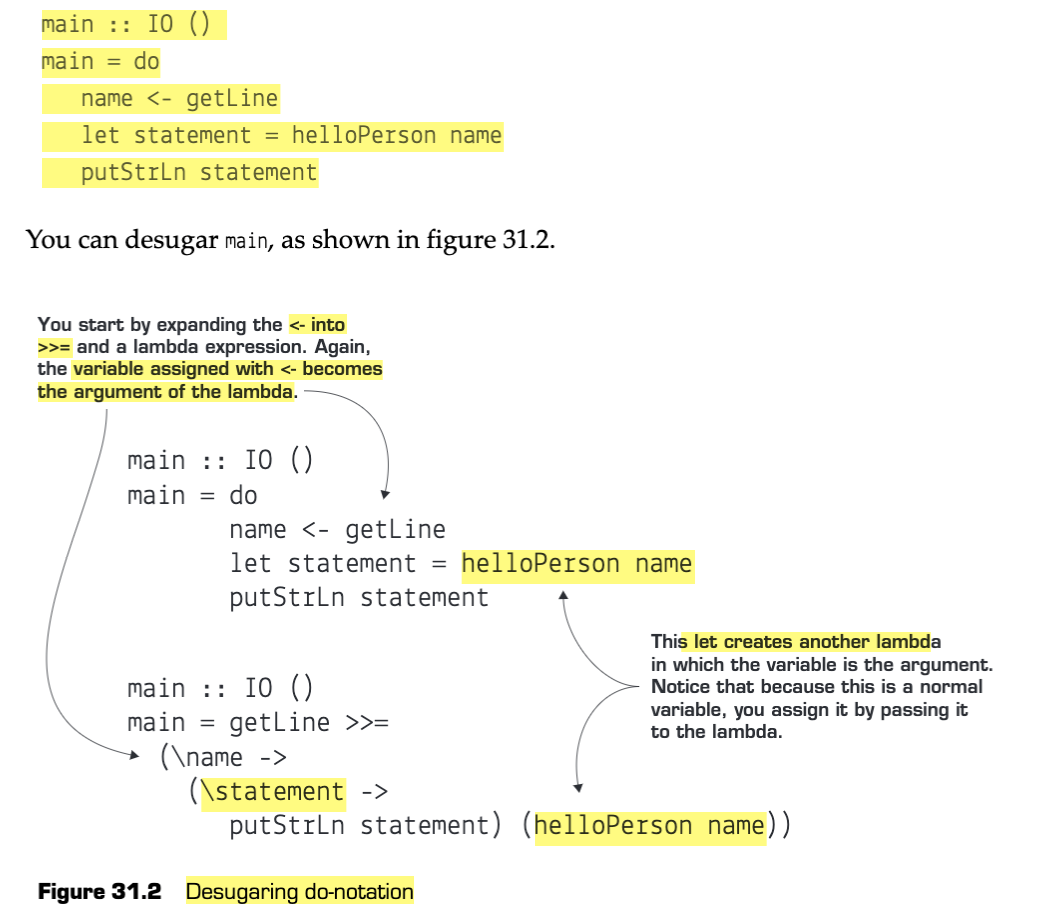 main :: IO ()
main = do
   name <- getLine
   let statement = helloPerson name
   putStrLn statement
You can desugar main, as shown in figure 31.2.
You start by expanding the <- into
>>= and a lambda expression. Again,
the variable assigned with <- becomes
the argument of the lambda.
main :: IO ()
main = do
       name <- getLine
       let statement = helloPerson name
       putStrLn statement
This let creates another lambda
in which the variable is the argument.
Notice that because this is a normal
variable, you assign it by passing it
to the lambda.
main :: IO ()
main = getLine >>=
  (\name ->
    (\statement ->
       putStrLn statement) (helloPerson name))
Figure 31.2 Desugaring do-notation